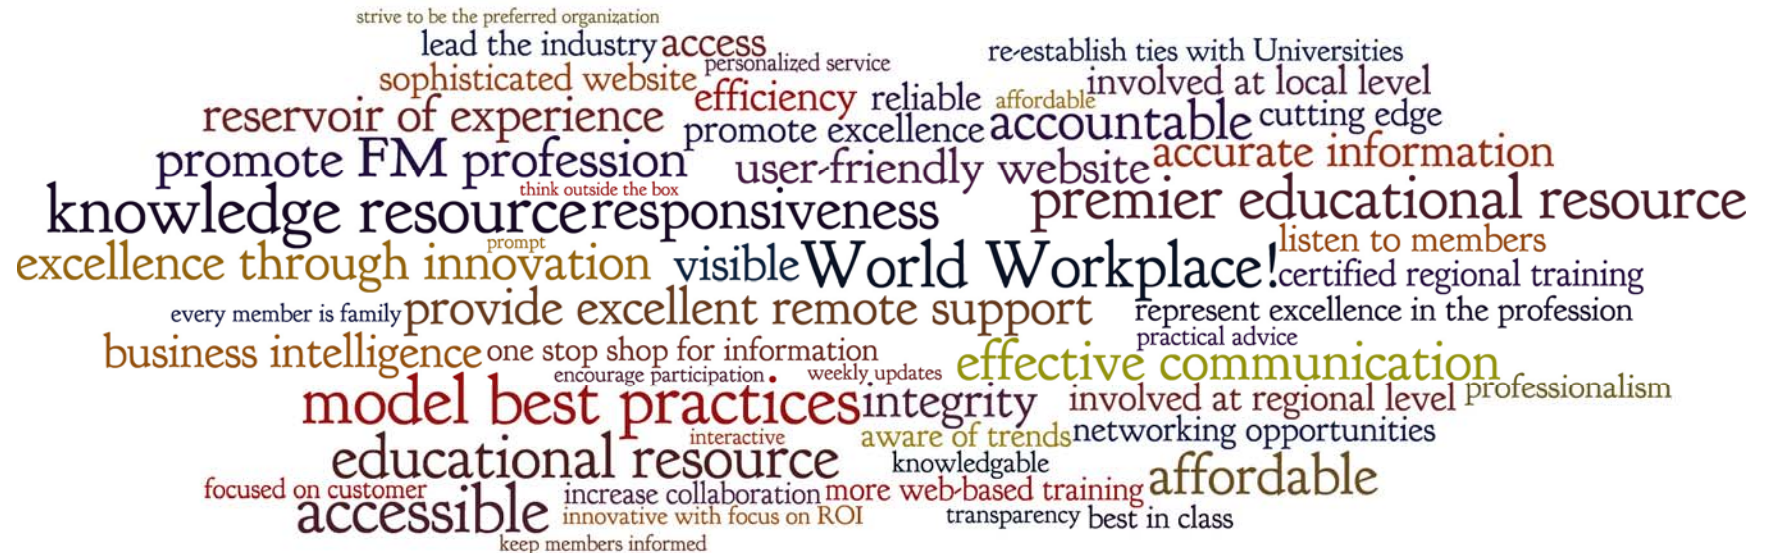 strive to be the preferred organization
lead the industry
access
re-establish ties with Universities
personalized service
sophisticated website
involved at local level
efficiency
reliable
affordable
reservoir of experience
promote excellence
accountable
cutting edge
promote FM profession
user-friendly website
accurate information
think outside the box
knowledge resource
responsiveness
premier educational resource
prompt
listen to members
excellence through innovation
visible
World Workplace!
certified regional training
every member is family
provide excellent remote support
represent excellence in the profession
practical advice
business intelligence
one stop shop for information
effective communication
encourage participation
weekly updates
professionalism
model best practices
integrity
involved at regional level
interactive
aware of trends
networking opportunities
educational resource
knowledgable
affordable
focused on customer
increase collaboration
more web-based training
accessible
innovative with focus on ROI
transparency
best in class
keep members informed